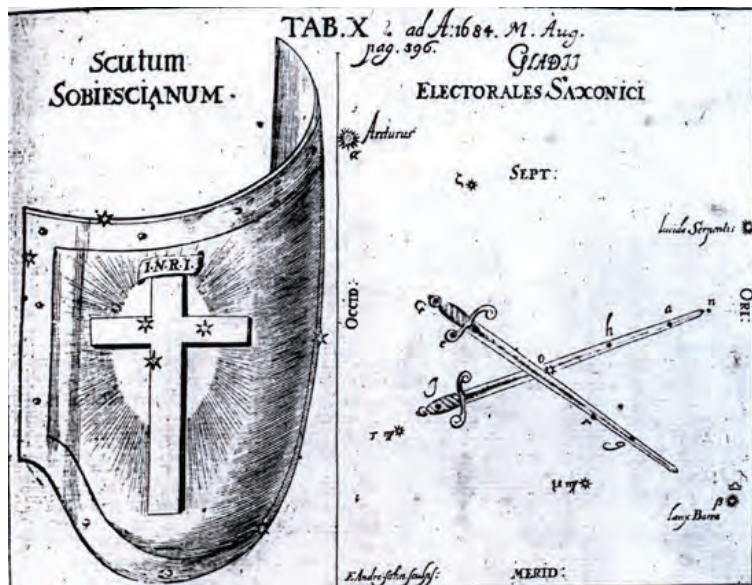 TAB. X ad A: 1684. M. Aug.
pag. 396.
Scutum
SOBIESCIANUM.
GLADII
ELECTORALES SAXONICI
Arcturus
α
ζ
SEPT:
Lucida Serpentis
I.N.R.I.
OCCID:
ORI:
G
e
o
h
a
n
J
r
g
τ ♍
μ ♍
β
Lanx Borea
MERID: